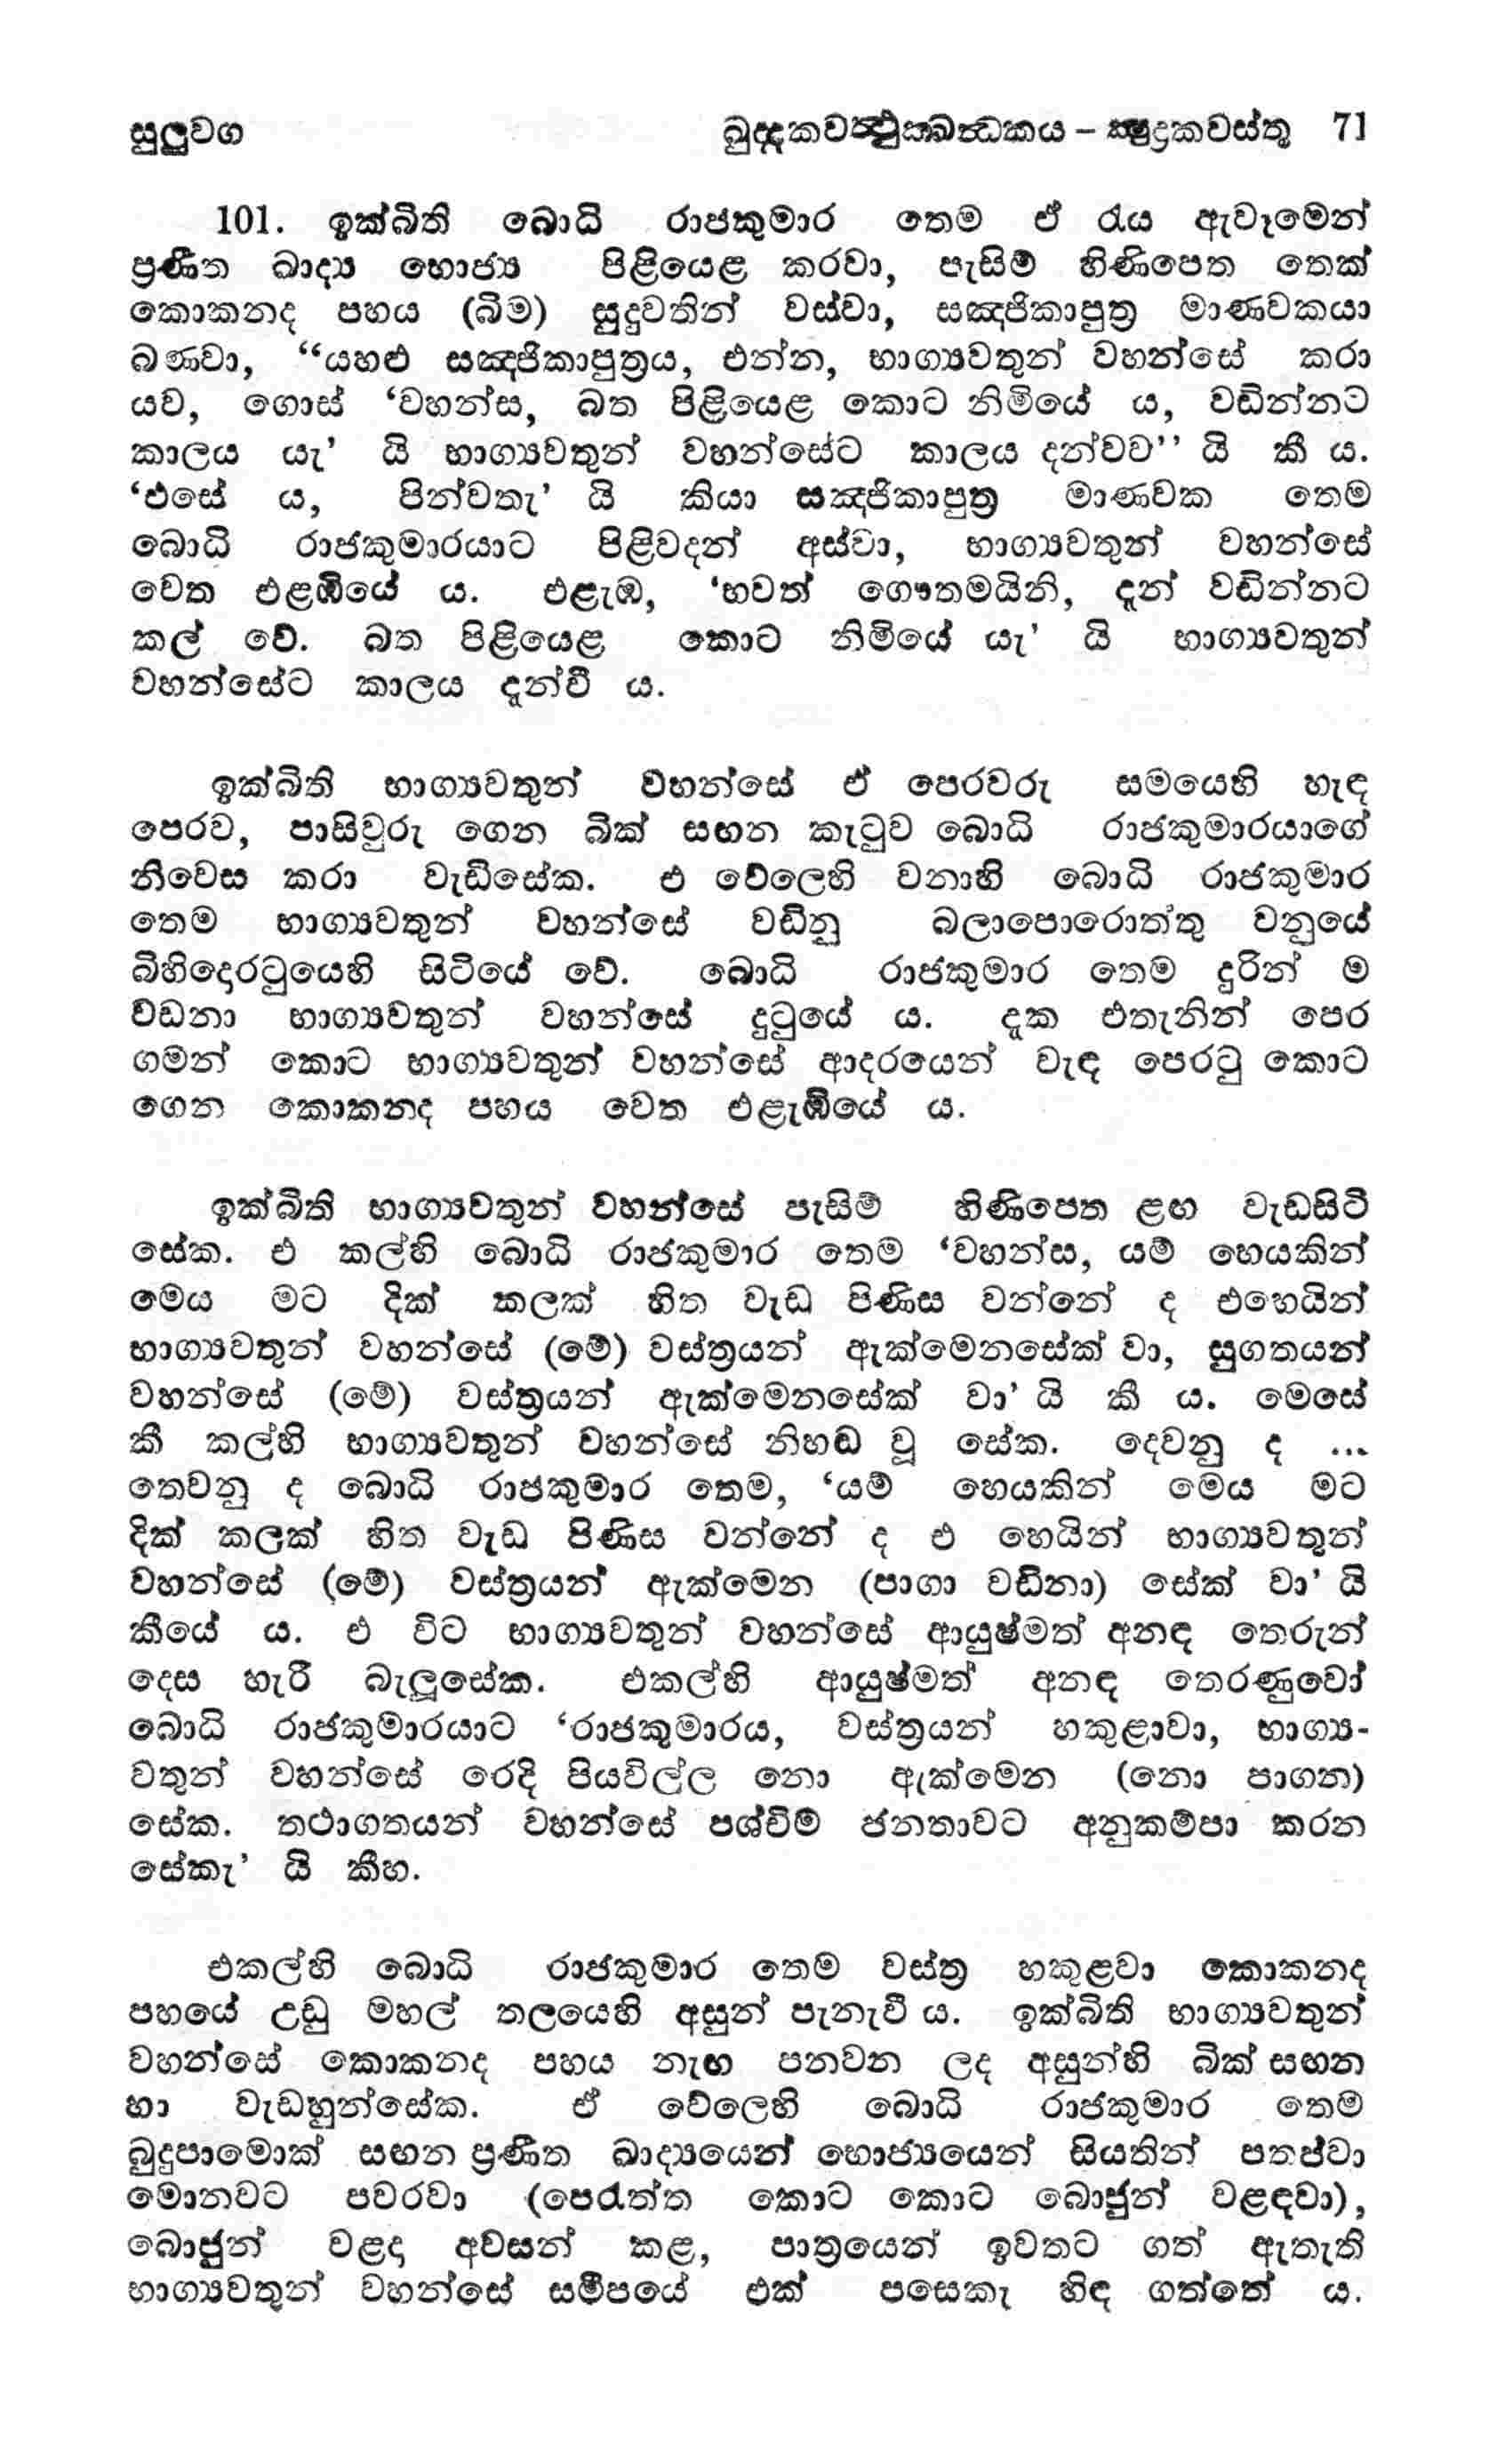 සුලුවග ඛුද්දකවත්ථුක්ඛන්ධකය – ක්ෂුද්‍රකවස්තු 71
101. ඉක්බිති බොධි රාජකුමාර තෙම ඒ රැය ඇවෑමෙන්
ප්‍රණීත ඛාද්‍ය භොජ්‍ය පිළියෙළ කරවා, පැසිම් හිණිපෙත තෙක්
කොකනද පහය (බිම) සුදුවතින් වස්වා, සඤ්ජිකාපුත්‍ර මාණවකයා
බණවා, “යහළු සඤ්ජිකාපුත්‍රය, එන්න, භාග්‍යවතුන් වහන්සේ කරා
යව, ගොස් ‘වහන්ස, බත පිළියෙළ කොට නිමියේ ය, වඩින්නට
කාලය යැ’ යි භාග්‍යවතුන් වහන්සේට කාලය දන්වව’’ යි කී ය.
‘එසේ ය, පින්වතැ’ යි කියා සඤ්ජිකාපුත්‍ර මාණවක තෙම
බොධි රාජකුමාරයාට පිළිවදන් අස්වා, භාග්‍යවතුන් වහන්සේ
වෙත එළඹියේ ය. එළැඹ, ‘භවත් ගෞතමයිනි, දැන් වඩින්නට
කල් වේ. බත පිළියෙළ කොට නිමියේ යැ’ යි භාග්‍යවතුන්
වහන්සේට කාලය දැන්වී ය.
ඉක්බිති භාග්‍යවතුන් වහන්සේ ඒ පෙරවරු සමයෙහි හැඳ
පෙරව, පාසිවුරු ගෙන බික් සඟන කැටුව බොධි රාජකුමාරයාගේ
නිවෙස කරා වැඩිසේක. එ වේලෙහි වනාහි බොධි රාජකුමාර
තෙම භාග්‍යවතුන් වහන්සේ වඩිනු බලාපොරොත්තු වනුයේ
බිහිදොරටුයෙහි සිටියේ වේ. බොධි රාජකුමාර තෙම දුරින් ම
වඩනා භාග්‍යවතුන් වහන්සේ දුටුයේ ය. දැක එතැනින් පෙර
ගමන් කොට භාග්‍යවතුන් වහන්සේ ආදරයෙන් වැඳ පෙරටු කොට
ගෙන කොකනද පහය වෙත එළැඹියේ ය.
ඉක්බිති භාග්‍යවතුන් වහන්සේ පැසිම් හිණිපෙත ළඟ වැඩසිටි
සේක. එ කල්හි බොධි රාජකුමාර තෙම ‘වහන්ස, යම් හෙයකින්
මෙය මට දික් කලක් හිත වැඩ පිණිස වන්නේ ද එහෙයින්
භාග්‍යවතුන් වහන්සේ (මේ) වස්ත්‍රයන් ඇක්මෙනසේක් වා, සුගතයන්
වහන්සේ (මේ) වස්ත්‍රයන් ඇක්මෙනසේක් වා’ යි කී ය. මෙසේ
කී කල්හි භාග්‍යවතුන් වහන්සේ නිහඬ වූ සේක. දෙවනු ද ...
තෙවනු ද බොධි රාජකුමාර තෙම, ‘යම් හෙයකින් මෙය මට
දික් කලක් හිත වැඩ පිණිස වන්නේ ද එ හෙයින් භාග්‍යවතුන්
වහන්සේ (මේ) වස්ත්‍රයන් ඇක්මෙන (පාගා වඩිනා) සේක් වා’ යි
කීයේ ය. එ විට භාග්‍යවතුන් වහන්සේ ආයුෂ්මත් අනඳ තෙරුන්
දෙස හැරී බැලූසේක. එකල්හි ආයුෂ්මත් අනඳ තෙරණුවෝ
බොධි රාජකුමාරයාට ‘රාජකුමාරය, වස්ත්‍රයන් හකුළාවා, භාග්‍ය-
වතුන් වහන්සේ රෙදි පියවිල්ල නො ඇක්මෙන (නො පාගන)
සේක. තථාගතයන් වහන්සේ පශ්චිම ජනතාවට අනුකම්පා කරන
සේකැ’ යි කීහ.
එකල්හි බොධි රාජකුමාර තෙම වස්ත්‍ර හකුළවා කොකනද
පහයේ උඩු මහල් තලයෙහි අසුන් පැනැවී ය. ඉක්බිති භාග්‍යවතුන්
වහන්සේ කොකනද පහය නැඟ පනවන ලද අසුන්හි බික් සඟන
හා වැඩහුන්සේක. ඒ වේලෙහි බොධි රාජකුමාර තෙම
බුදුපාමොක් සඟන ප්‍රණීත ඛාද්‍යයෙන් භොජ්‍යයෙන් සියතින් පතප්වා
මොනවට පවරවා (පෙරැත්ත කොට කොට බොජුන් වළඳවා),
බොජුන් වළඳා අවසන් කළ, පාත්‍රයෙන් ඉවතට ගත් ඇතැති
භාග්‍යවතුන් වහන්සේ සමීපයේ එක් පසෙකැ හිඳ ගත්තේ ය.